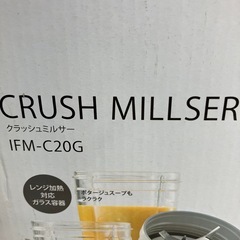 CRUSH MILLSER
クラッシュミルサー
IFM-C20G
レンジ加熱
対応
ガラス容器
ポタージュスープも
ラクラク